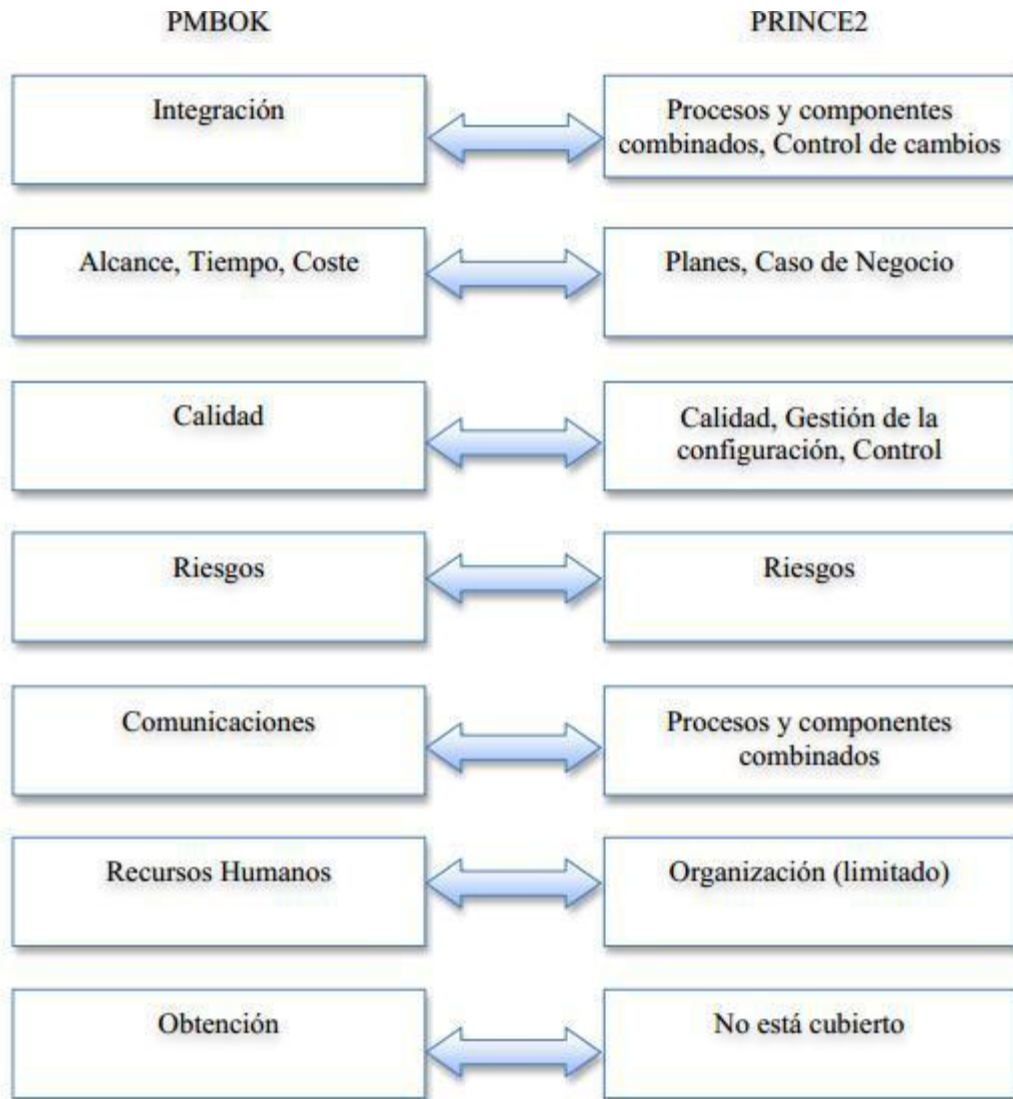 PMBOK
PRINCE2
Integración
Procesos y componentes
combinados, Control de cambios
Alcance, Tiempo, Coste
Planes, Caso de Negocio
Calidad
Calidad, Gestión de la
configuración, Control
Riesgos
Riesgos
Comunicaciones
Procesos y componentes
combinados
Recursos Humanos
Organización (limitado)
Obtención
No está cubierto